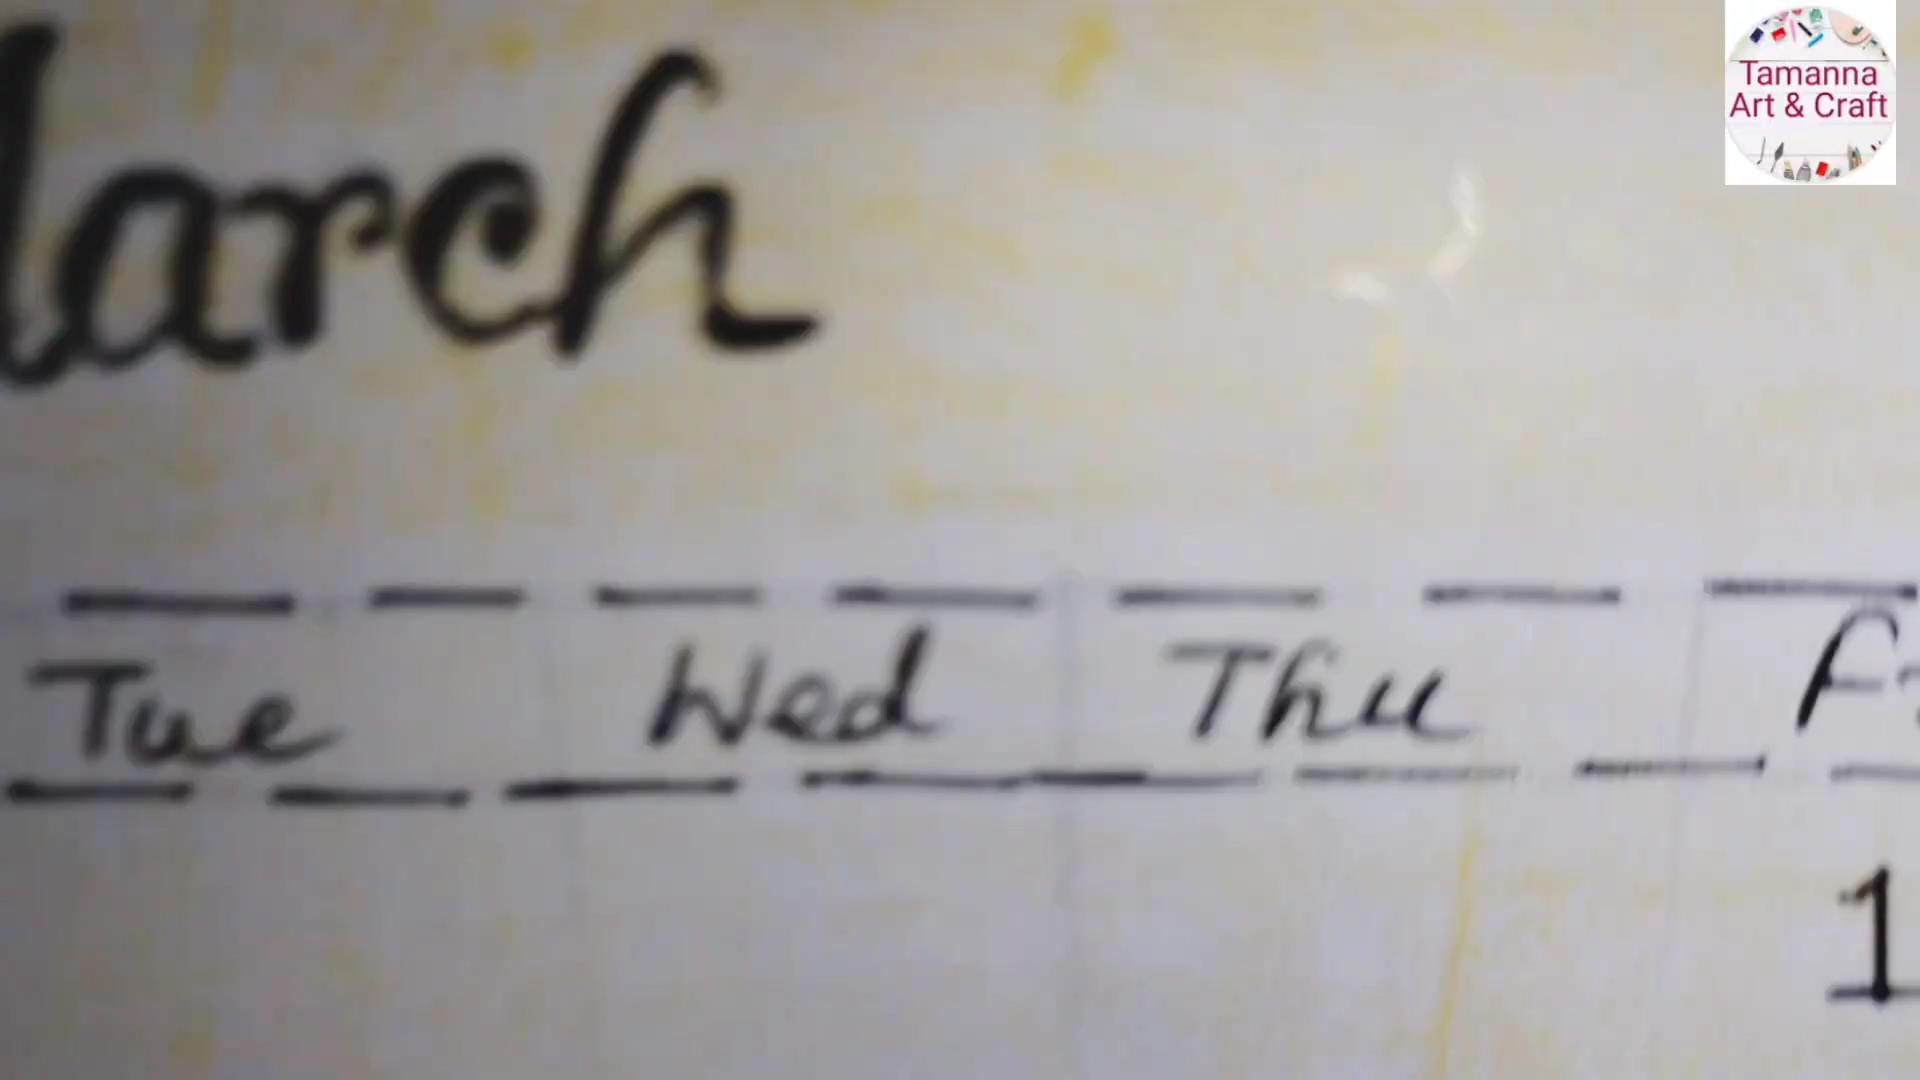 Tamanna
Art & Craft
arch
Tue Wed Thu
1